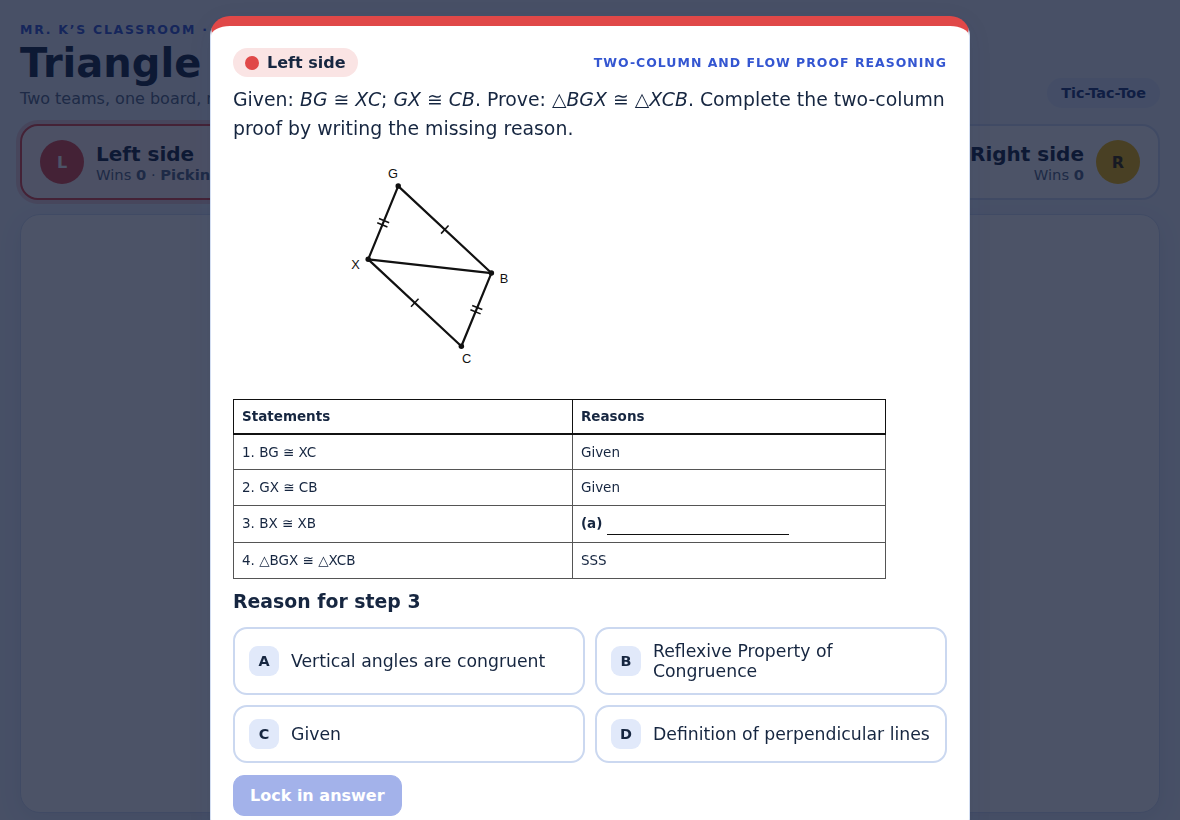 MR. K'S CLASSROOM ·
Triangle
Two teams, one board,
Tic-Tac-Toe
L
Left side
Wins 0 · Pickin
Right side
Wins 0
R
Left side
TWO-COLUMN AND FLOW PROOF REASONING
Given: BG ≅ XC; GX ≅ CB. Prove: △BGX ≅ △XCB. Complete the two-column
proof by writing the missing reason.
G
X
B
C
Statements Reasons
1. BG ≅ XC Given
2. GX ≅ CB Given
3. BX ≅ XB (a) ____________________
4. △BGX ≅ △XCB SSS
Reason for step 3
A Vertical angles are congruent
B Reflexive Property of
Congruence
C Given
D Definition of perpendicular lines
Lock in answer